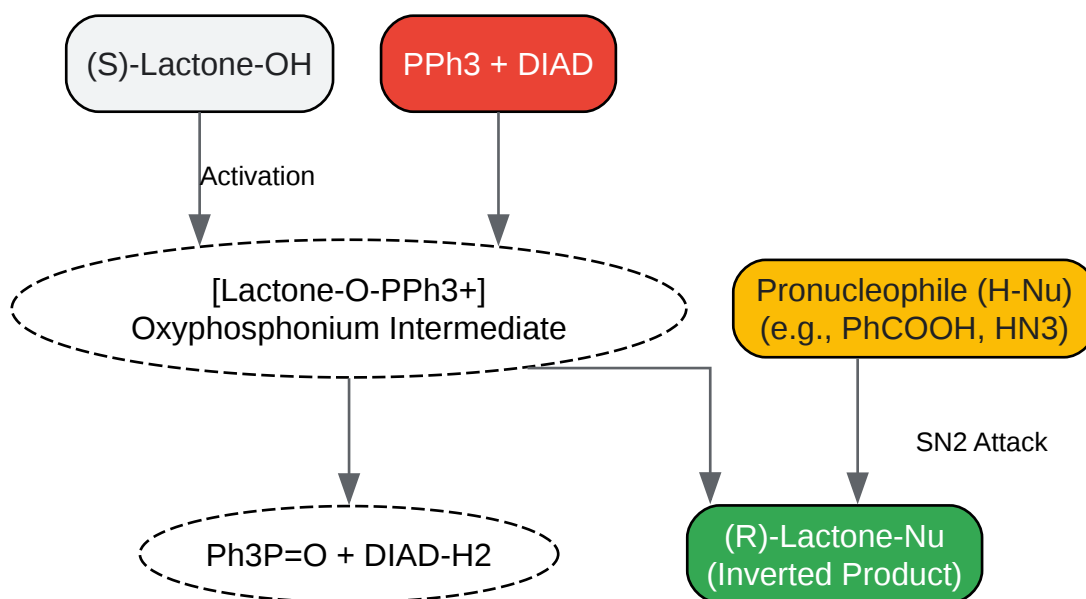 (S)-Lactone-OH
PPh3 + DIAD
Activation
[Lactone-O-PPh3+]
Oxyphosphonium Intermediate
Pronucleophile (H-Nu)
(e.g., PhCOOH, HN3)
SN2 Attack
Ph3P=O + DIAD-H2
(R)-Lactone-Nu
(Inverted Product)